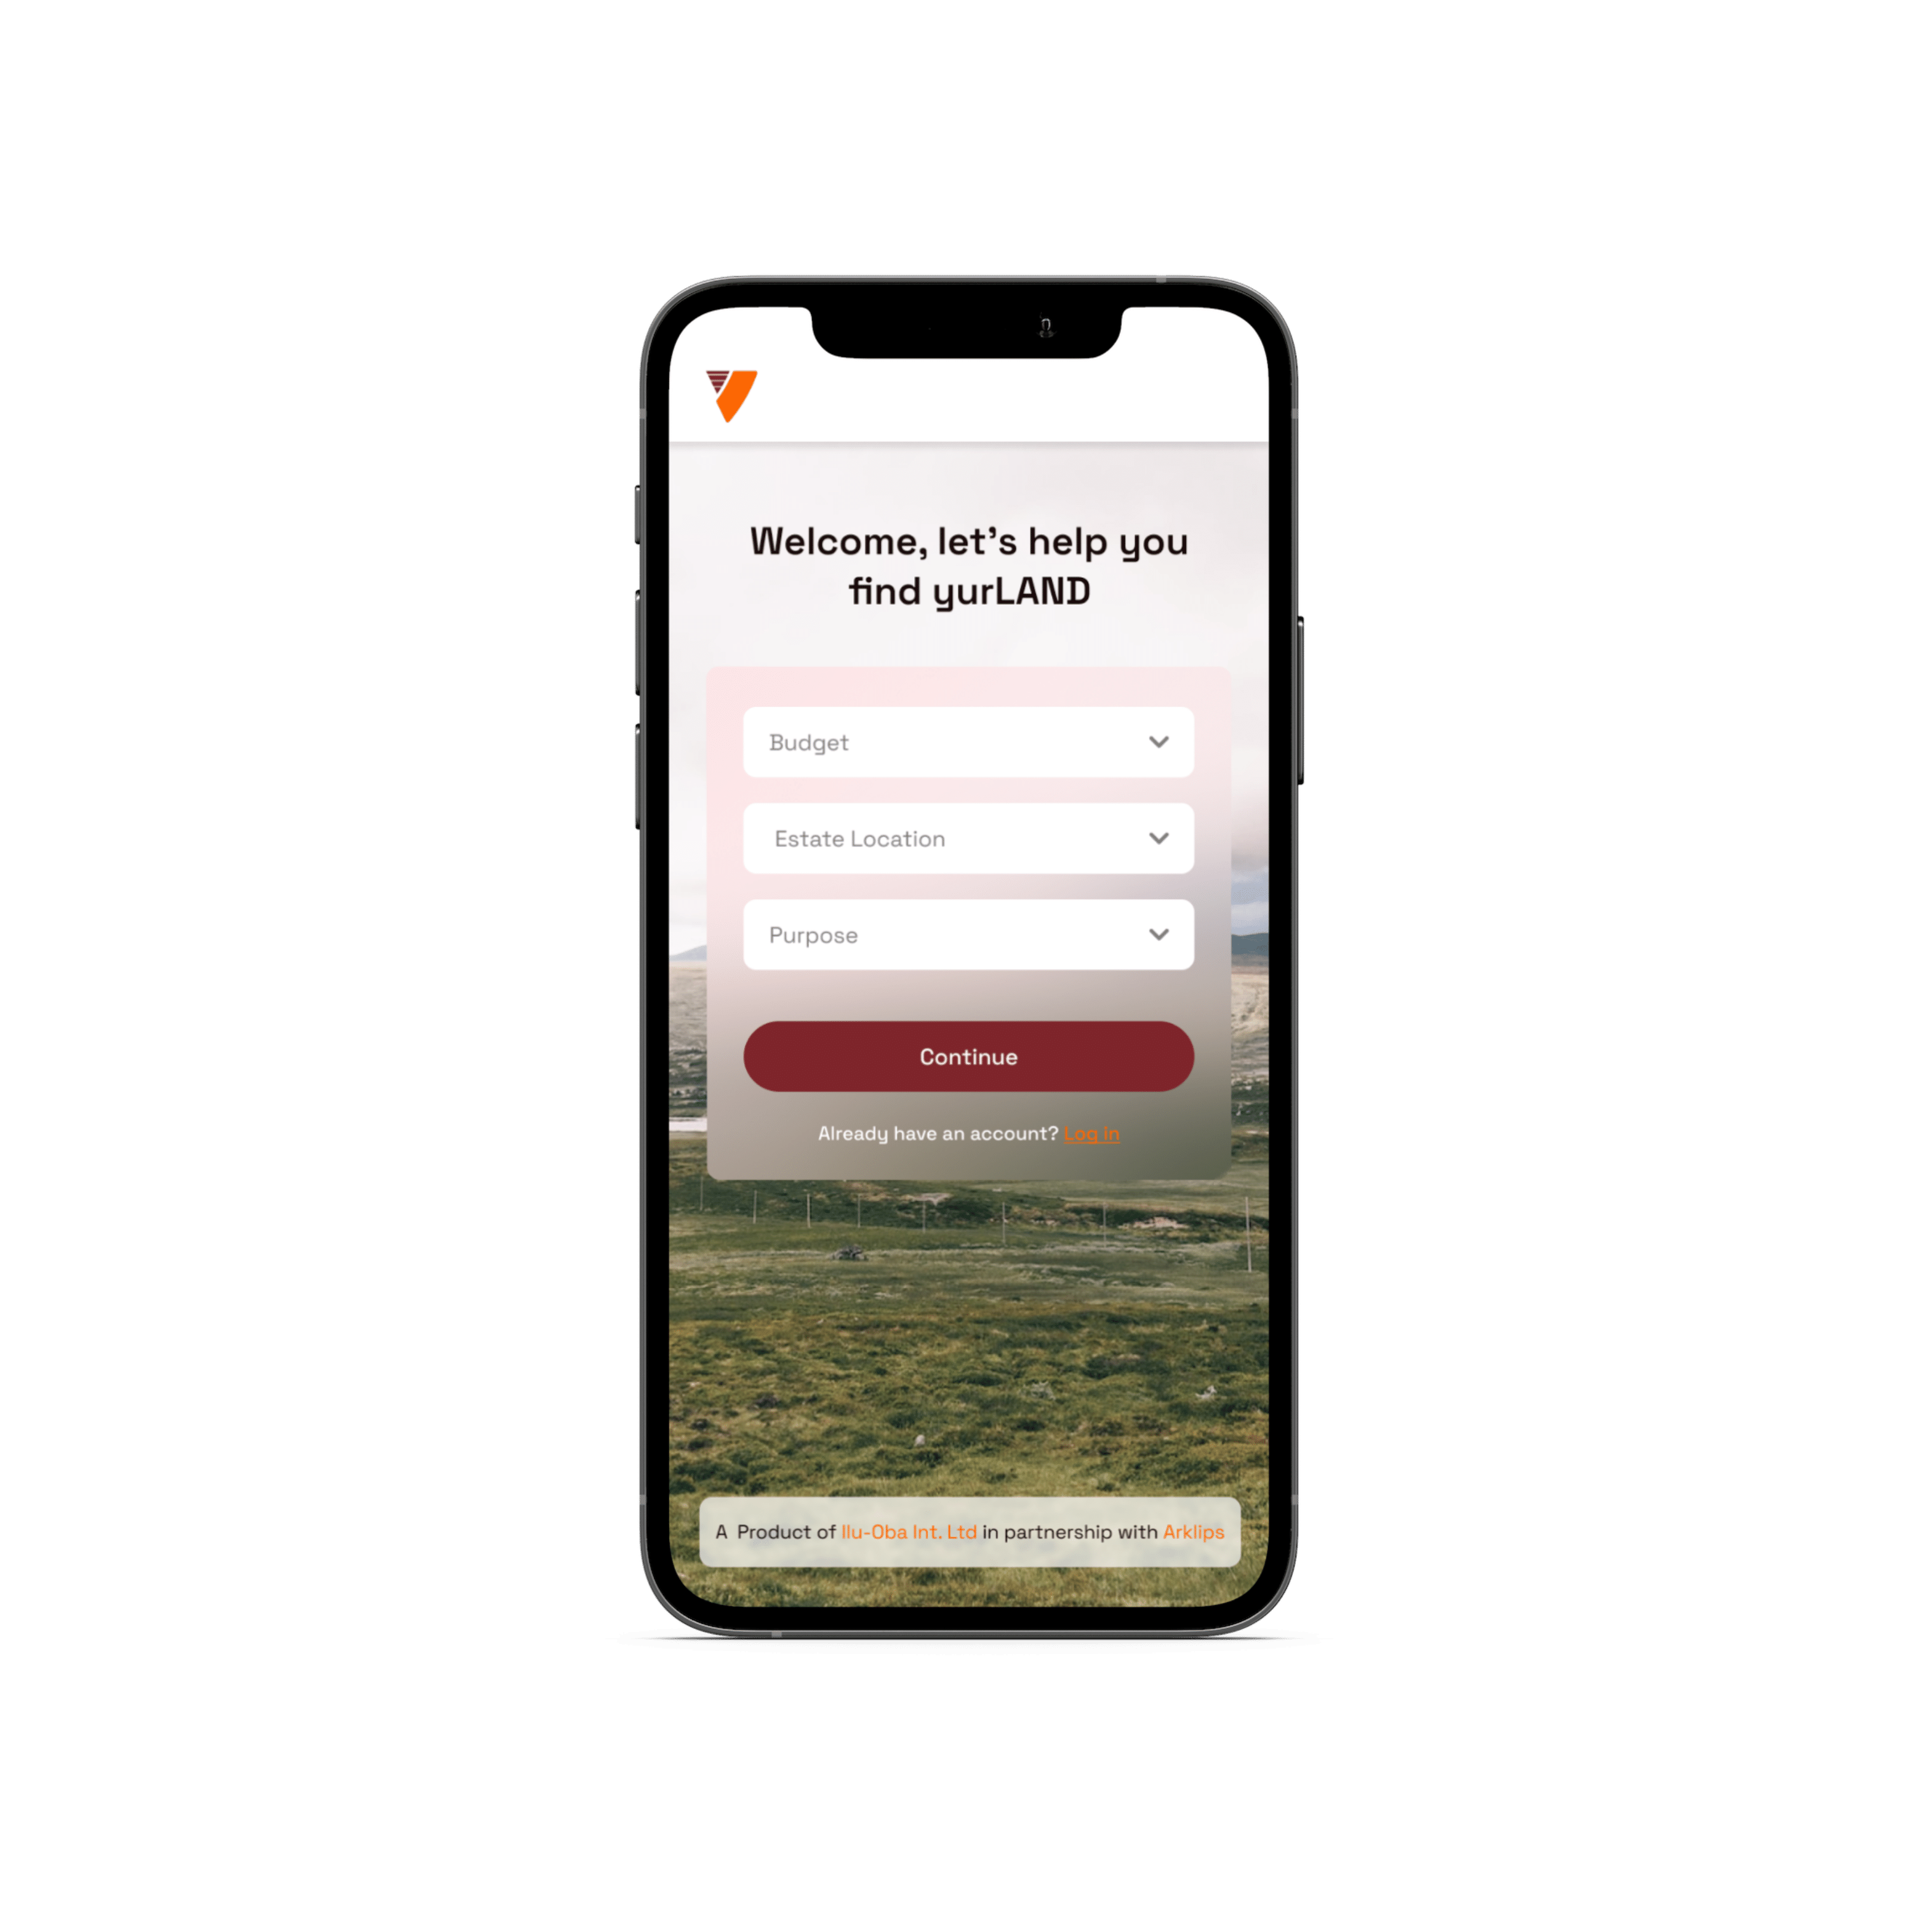 Welcome, let's help you
find yurLAND
Budget
Estate Location
Purpose
Continue
Already have an account? Log in
A Product of Ilu-Oba Int. Ltd in partnership with Arklips